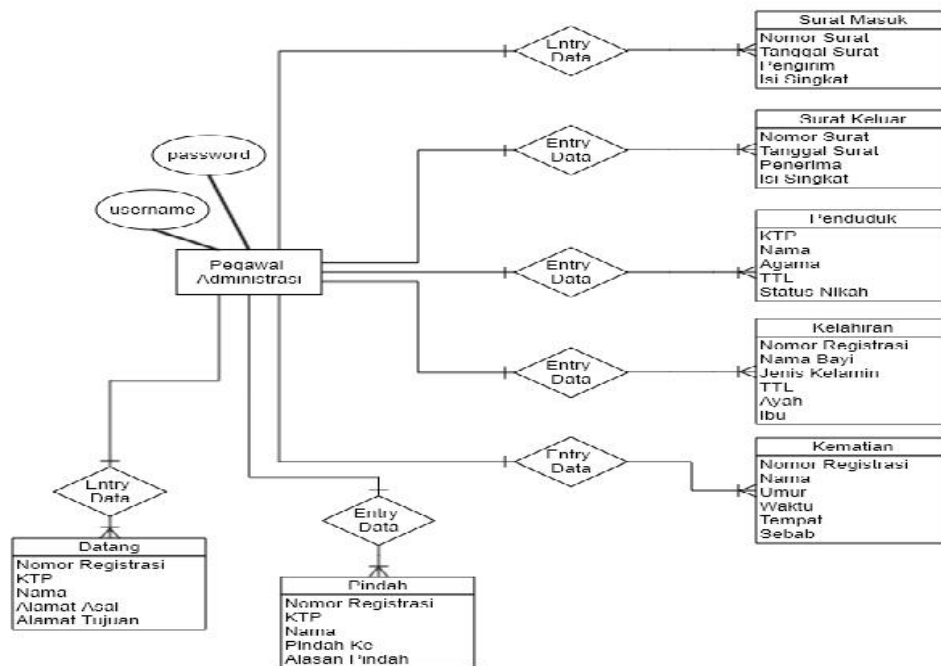 Surat Masuk
Nomor Surat
Tanggal Surat
Pengirim
Isi Singkat
Entry
Data
Surat Keluar
Nomor Surat
Tanggal Surat
Penerima
Isi Singkat
Entry
Data
password
username
Pegawai
Administrasi
Penduduk
KTP
Nama
Agama
TTL
Status Nikah
Entry
Data
Kelahiran
Nomor Registrasi
Nama Bayi
Jenis Kelamin
TTL
Ayah
Ibu
Entry
Data
Kematian
Nomor Registrasi
Nama
Umur
Waktu
Tempat
Sebab
Entry
Data
Entry
Data
Datang
Nomor Registrasi
KTP
Nama
Alamat Asal
Alamat Tujuan
Entry
Data
Pindah
Nomor Registrasi
KTP
Nama
Pindah Ke
Alasan Pindah